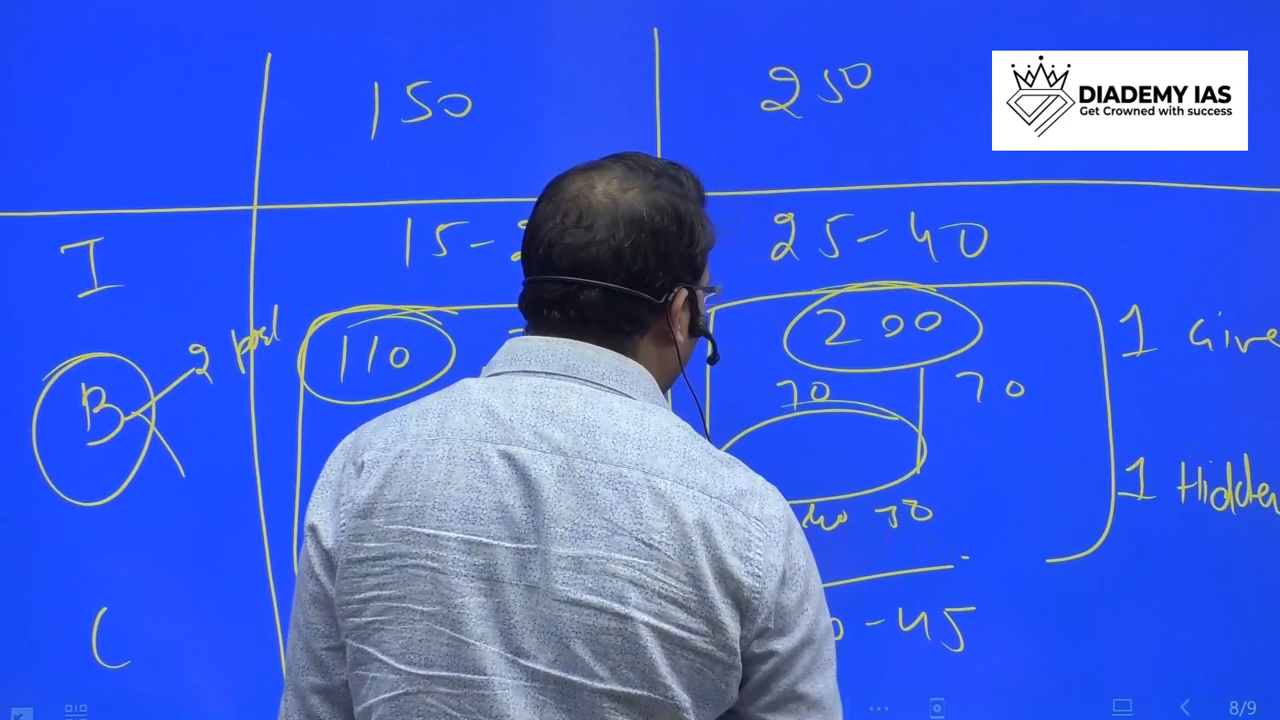 150 250
DIADEMY IAS
Get Crowned with success
I 15- 25-40
110 200 1 Give
B 2
70 70
1 Hidden
30
C -45
8/9